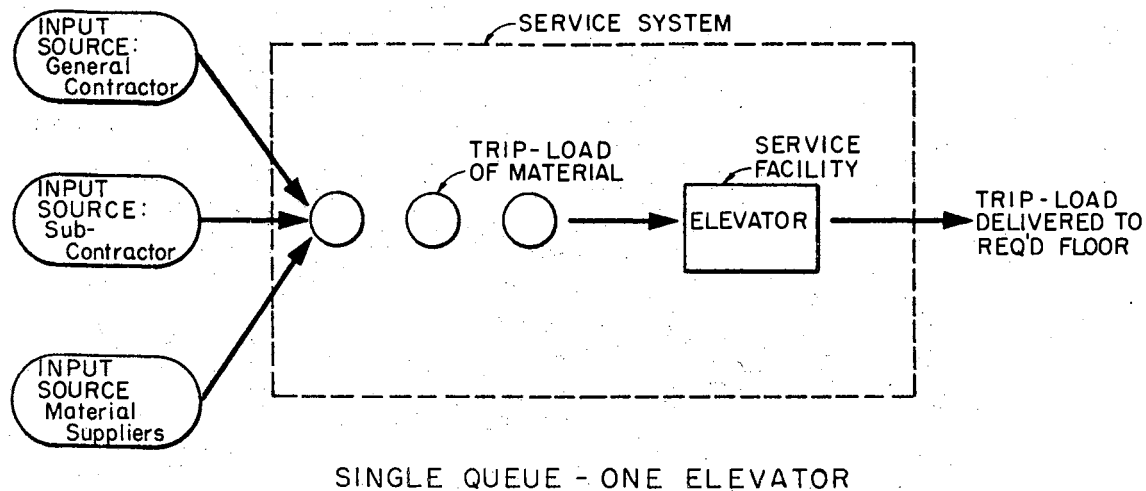 INPUT
SOURCE:
General
Contractor
SERVICE SYSTEM
INPUT
SOURCE:
Sub-
Contractor
TRIP-LOAD
OF MATERIAL
SERVICE
FACILITY
ELEVATOR
TRIP-LOAD
DELIVERED TO
REQ'D FLOOR
INPUT
SOURCE
Material
Suppliers
SINGLE QUEUE - ONE ELEVATOR